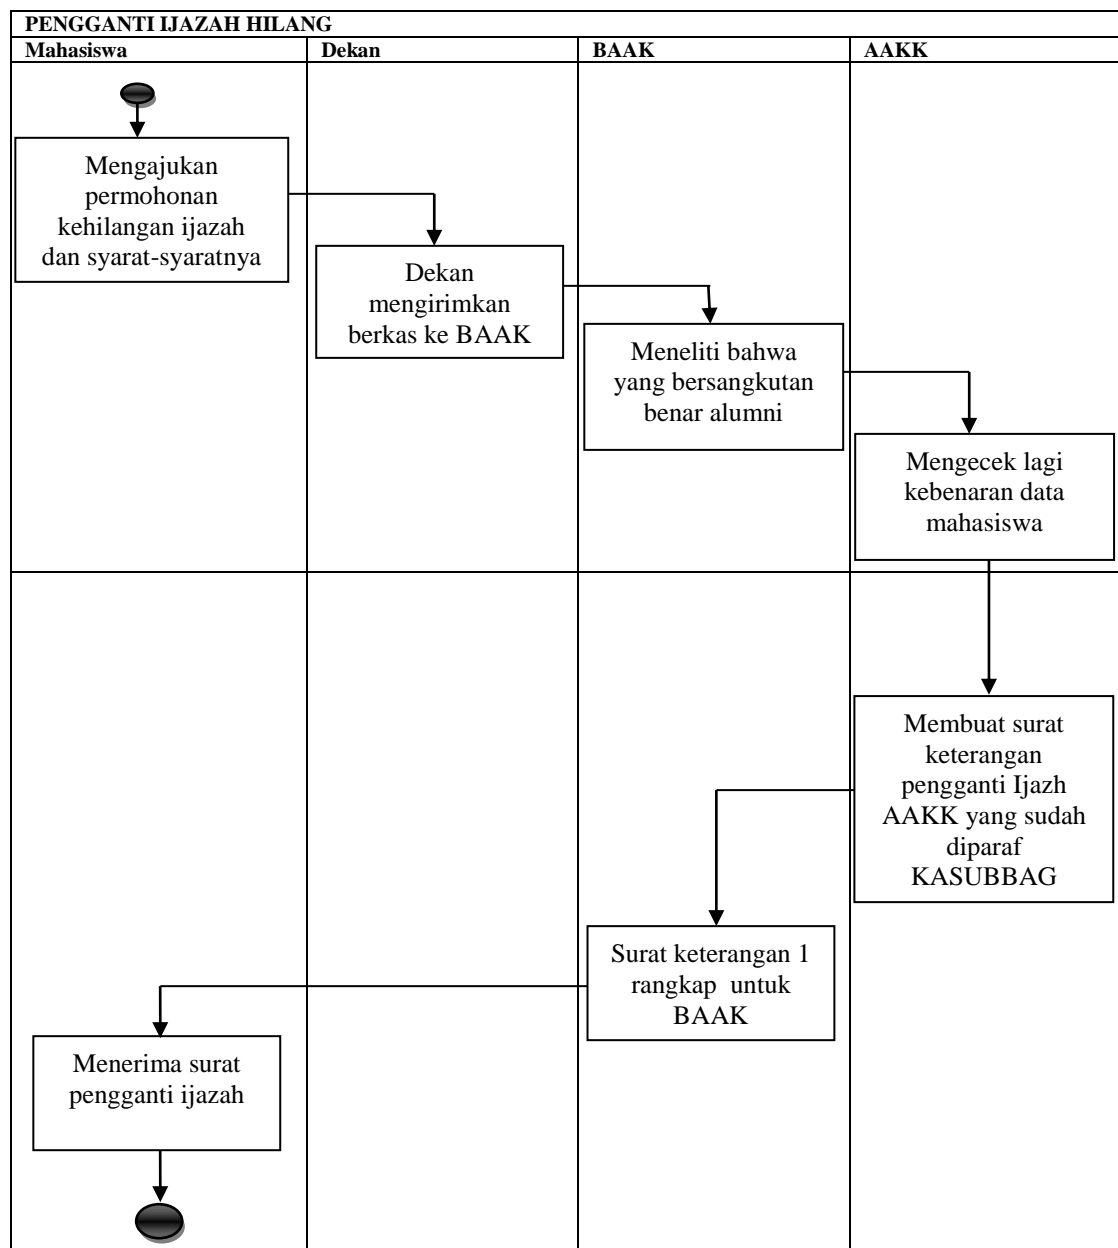 PENGGANTI IJAZAH HILANG
Mahasiswa
Dekan
BAAK
AAKK
Mengajukan
permohonan
kehilangan ijazah
dan syarat-syaratnya
Dekan
mengirimkan
berkas ke BAAK
Meneliti bahwa
yang bersangkutan
benar alumni
Mengecek lagi
kebenaran data
mahasiswa
Membuat surat
keterangan
pengganti Ijazh
AAKK yang sudah
diparaf
KASUBBAG
Surat keterangan 1
rangkap  untuk
BAAK
Menerima surat
pengganti ijazah